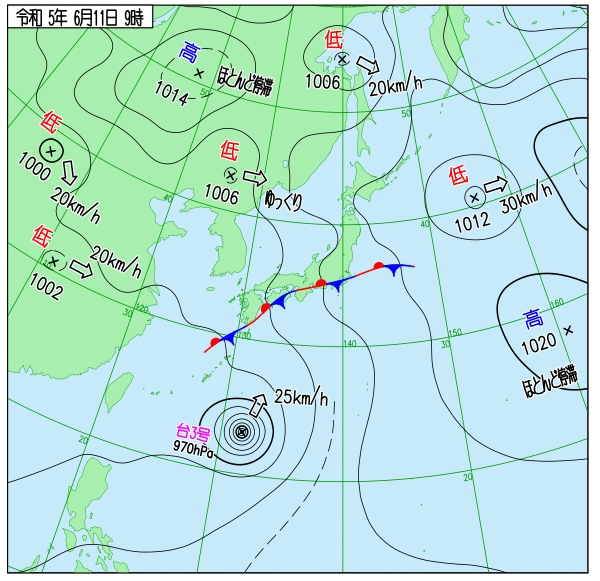 令和 5年 6月11日 9時
低
1006
20km/h
高
1014
ほとんど停滞
50
50
低
1000
20km/h
低
1006
ゆっくり
低
1012
30km/h
40
40
低
1002
20km/h
高
1020
ほとんど停滞
160
30
120
130
140
30
150
25km/h
台3号
970hPa
20
20